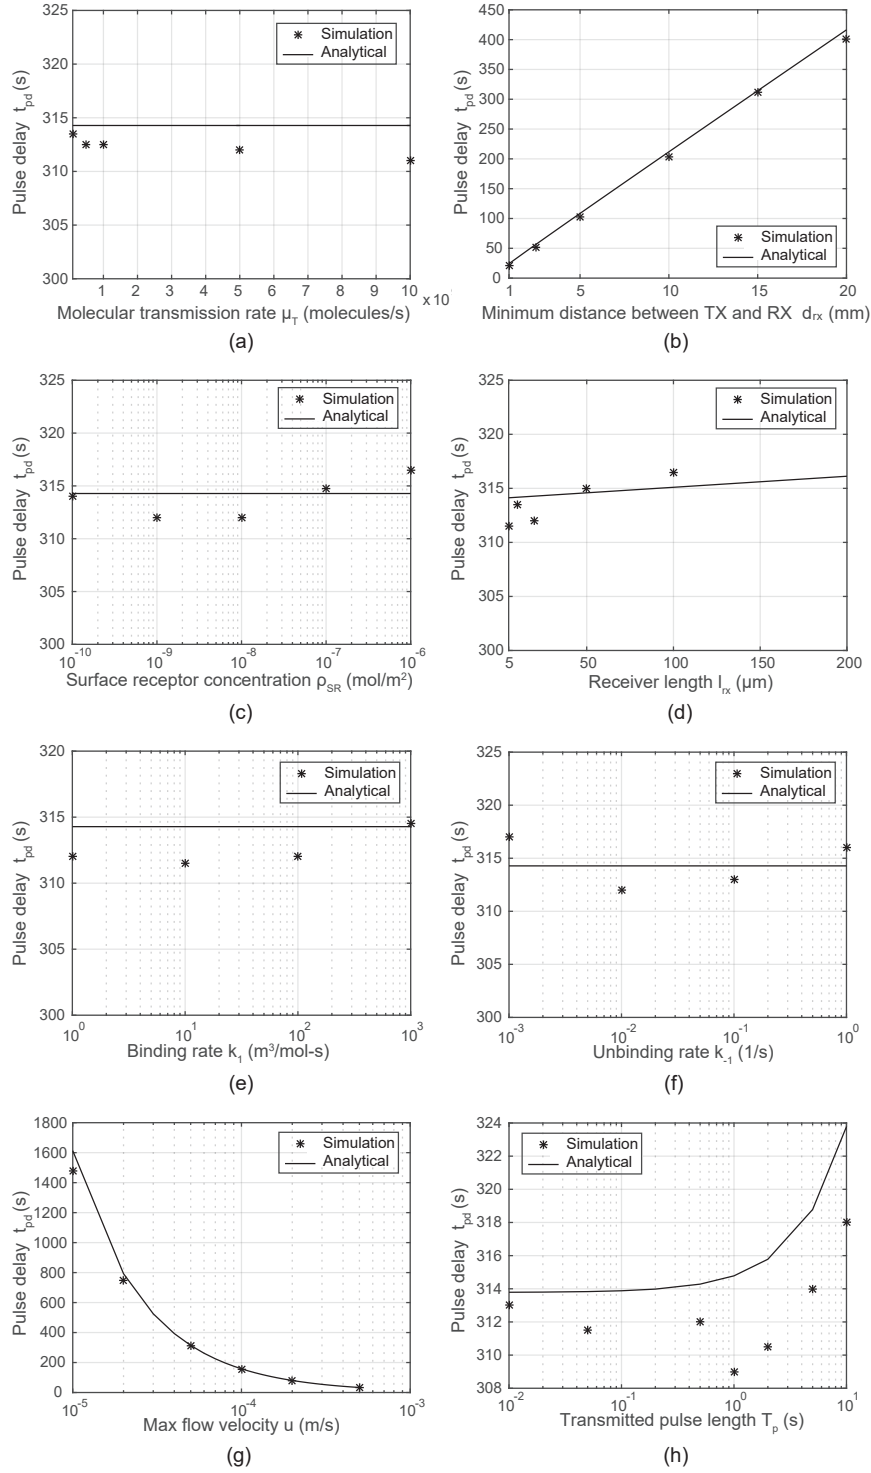 325
320
315
310
305
300
Pulse delay t_pd (s)
Simulation
Analytical
1 2 3 4 5 6 7 8 9 10
x 10
Molecular transmission rate μ_T (molecules/s)
(a)
450
400
350
300
250
200
150
100
50
0
Pulse delay t_pd (s)
Simulation
Analytical
1 5 10 15 20
Minimum distance between TX and RX d_rx (mm)
(b)
325
320
315
310
305
300
Pulse delay t_pd (s)
Simulation
Analytical
10^-10 10^-9 10^-8 10^-7 10^-6
Surface receptor concentration ρ_SR (mol/m²)
(c)
325
320
315
310
305
300
Pulse delay t_pd (s)
Simulation
Analytical
5 50 100 150 200
Receiver length l_rx (μm)
(d)
320
315
310
305
300
Pulse delay t_pd (s)
Simulation
Analytical
10^0 10^1 10^2 10^3
Binding rate k_1 (m³/mol-s)
(e)
325
320
315
310
305
300
Pulse delay t_pd (s)
Simulation
Analytical
10^-3 10^-2 10^-1 10^0
Unbinding rate k_-1 (1/s)
(f)
1800
1600
1400
1200
1000
800
600
400
200
0
Pulse delay t_pd (s)
Simulation
Analytical
10^-5 10^-4 10^-3
Max flow velocity u (m/s)
(g)
324
322
320
318
316
314
312
310
308
Pulse delay t_pd (s)
Simulation
Analytical
10^-2 10^-1 10^0 10^1
Transmitted pulse length T_p (s)
(h)